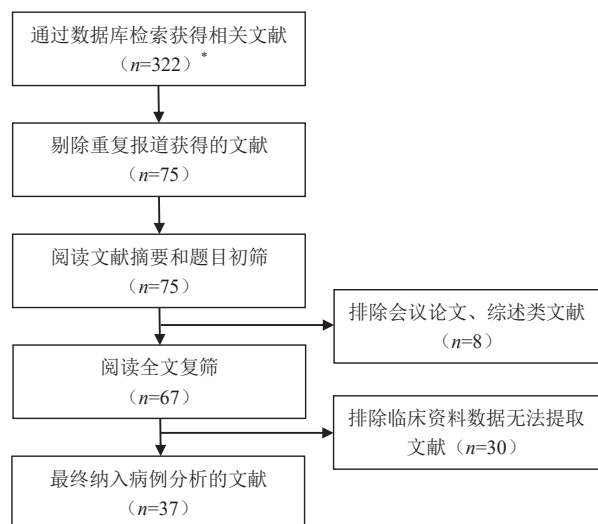 通过数据库检索获得相关文献
（n=322）*
剔除重复报道获得的文献
（n=75）
阅读文献摘要和题目初筛
（n=75）
排除会议论文、综述类文献
（n=8）
阅读全文复筛
（n=67）
排除临床资料数据无法提取
文献（n=30）
最终纳入病例分析的文献
（n=37）